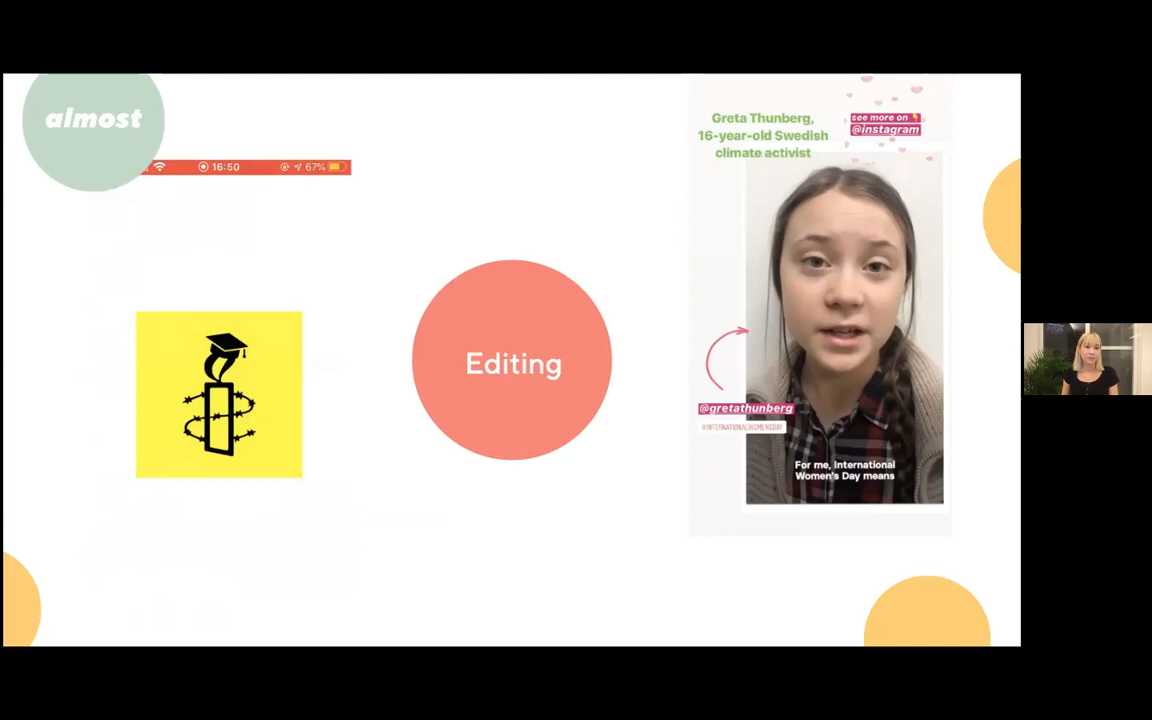 almost
16:50
67%
Editing
Greta Thunberg,
16-year-old Swedish
climate activist
see more on
@instagram
@gretathunberg
#INTERNATIONALWOMENSDAY
For me, International
Women's Day means